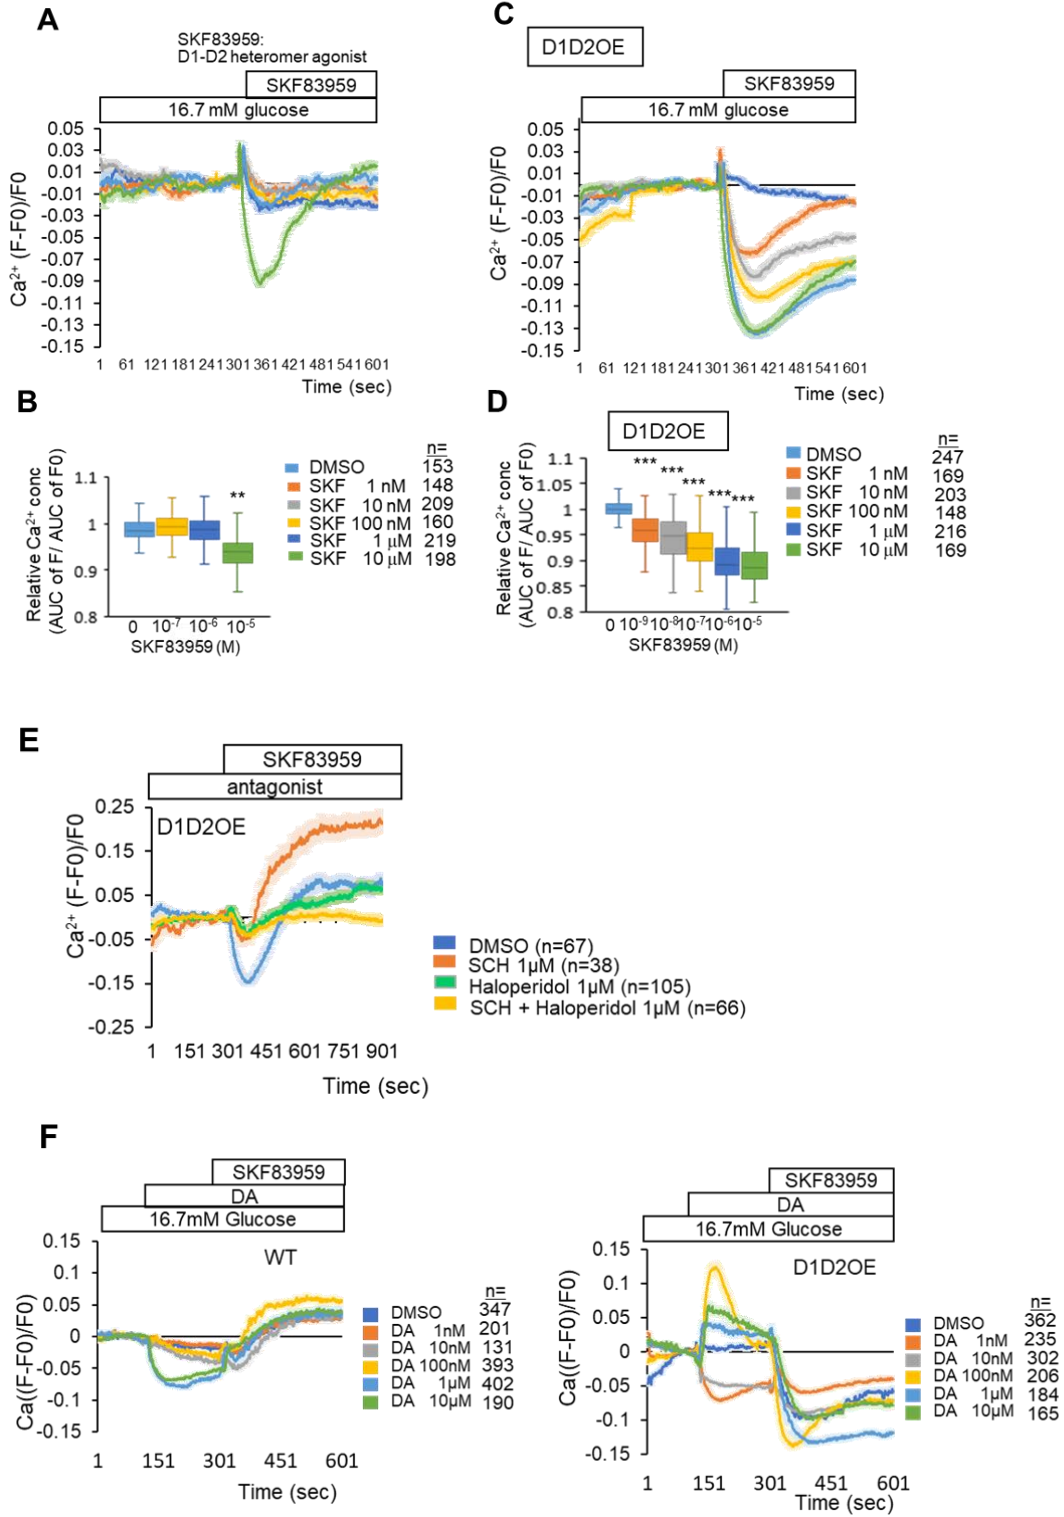 A
SKF83959:
D1-D2 heteromer agonist
SKF83959
16.7 mM glucose
Ca2+ (F-F0)/F0
0.05
0.03
0.01
-0.01
-0.03
-0.05
-0.07
-0.09
-0.11
-0.13
-0.15
1 61 121 181 241 301 361 421 481 541 601
Time (sec)
C
D1D2OE
SKF83959
16.7 mM glucose
Ca2+ (F-F0)/F0
0.05
0.03
0.01
-0.01
-0.03
-0.05
-0.07
-0.09
-0.11
-0.13
-0.15
1 61 121 181 241 301 361 421 481 541 601
Time (sec)
B
Relative Ca2+ conc
(AUC of F/ AUC of F0)
1.1
1
0.9
0.8
**
0 10-7 10-6 10-5
SKF83959 (M)
n=
DMSO 153
SKF 1 nM 148
SKF 10 nM 209
SKF 100 nM 160
SKF 1 μM 219
SKF 10 μM 198
D
D1D2OE
Relative Ca2+ conc
(AUC of F/ AUC of F0)
1.1
1.05
1
0.95
0.9
0.85
0.8
*** *** *** *** ***
0 10-9 10-8 10-7 10-6 10-5
SKF83959 (M)
n=
DMSO 247
SKF 1 nM 169
SKF 10 nM 203
SKF 100 nM 148
SKF 1 μM 216
SKF 10 μM 169
E
SKF83959
antagonist
D1D2OE
Ca2+ (F-F0)/F0
0.25
0.15
0.05
-0.05
-0.15
-0.25
1 151 301 451 601 751 901
Time (sec)
DMSO (n=67)
SCH 1μM (n=38)
Haloperidol 1μM (n=105)
SCH + Haloperidol 1μM (n=66)
F
SKF83959
DA
16.7mM Glucose
WT
Ca((F-F0)/F0)
0.15
0.1
0.05
0
-0.05
-0.1
-0.15
1 151 301 451 601
Time (sec)
n=
DMSO 347
DA 1nM 201
DA 10nM 131
DA 100nM 393
DA 1μM 402
DA 10μM 190
SKF83959
DA
16.7mM Glucose
D1D2OE
Ca((F-F0)/F0)
0.15
0.1
0.05
0
-0.05
-0.1
-0.15
1 151 301 451 601
Time (sec)
n=
DMSO 362
DA 1nM 235
DA 10nM 302
DA 100nM 206
DA 1μM 184
DA 10μM 165